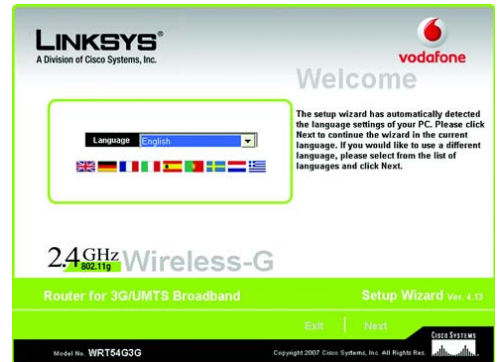 LINKSYS®
A Division of Cisco Systems, Inc.
vodafone
Welcome
The setup wizard has automatically detected
the language settings of your PC. Please click
Next to continue the wizard in the current
language. If you would like to use a different
language, please select from the list of
languages and click Next.
Language English
2.4GHz
802.11g
Wireless-G
Router for 3G/UMTS Broadband
Setup Wizard Ver. 4.13
Exit Next
CISCO SYSTEMS
Model No. WRT54G3G
Copyright 2007 Cisco Systems, Inc. All Rights Res.